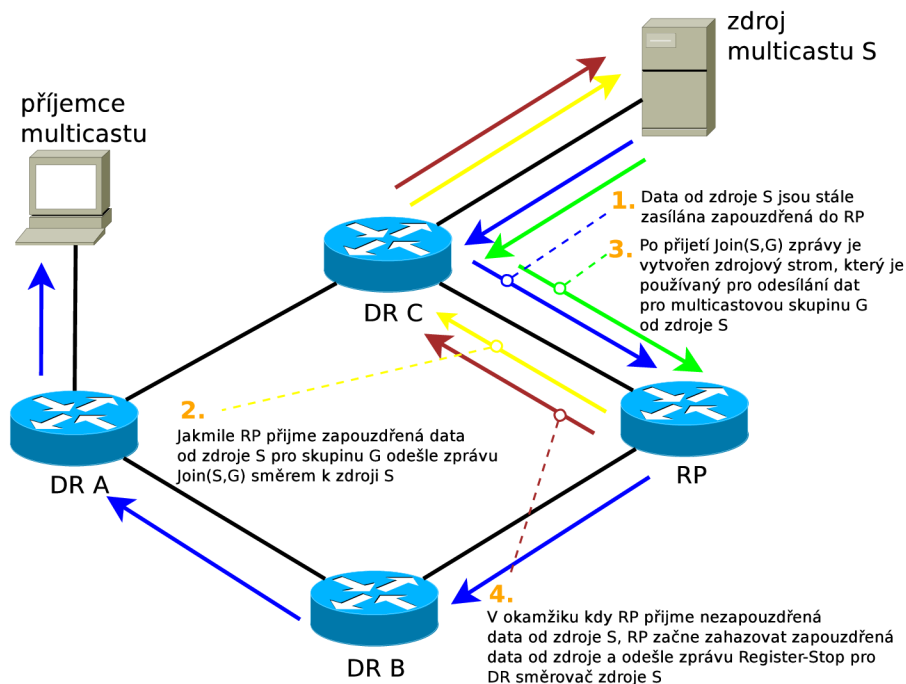 zdroj
multicastu S
příjemce
multicastu
1. Data od zdroje S jsou stále
zasílána zapouzdřená do RP
3. Po přijetí Join(S,G) zprávy je
vytvořen zdrojový strom, který je
používaný pro odesílání dat
pro multicastovou skupinu G
od zdroje S
DR C
2.
Jakmile RP přijme zapouzdřená data
od zdroje S pro skupinu G odešle zprávu
Join(S,G) směrem k zdroji S
DR A
RP
4.
V okamžiku kdy RP přijme nezapouzdřená
data od zdroje S, RP začne zahazovat zapouzdřená
data od zdroje a odešle zprávu Register-Stop pro
DR směrovač zdroje S
DR B